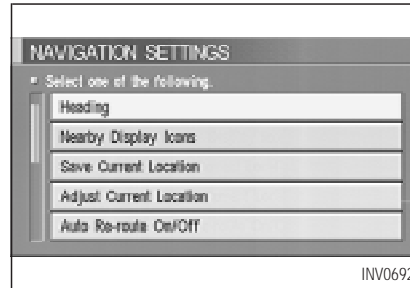 NAVIGATION SETTINGS
Select one of the following.
Heading
Nearby Display Icons
Save Current Location
Adjust Current Location
Auto Re-route On/Off
INV0692